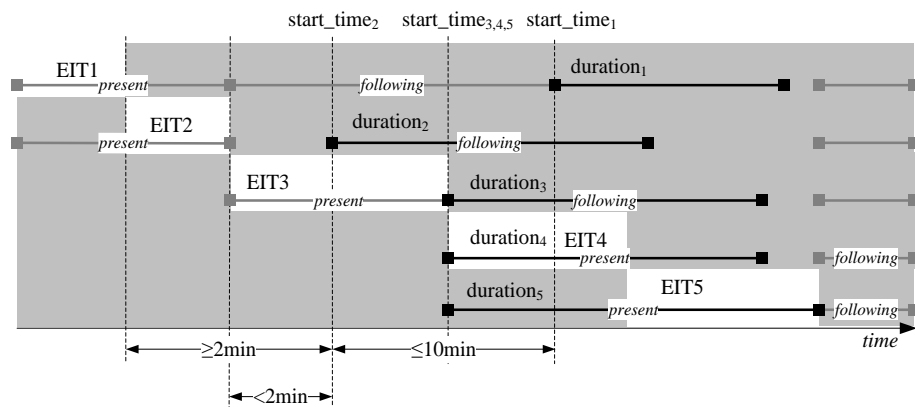 start_time₂ start_time₃,₄,₅ start_time₁
EIT1 duration₁
present following
EIT2 duration₂
present following
EIT3 duration₃
present following
duration₄ EIT4
present following
duration₅ EIT5
present following
time
≥2min ≤10min
<2min